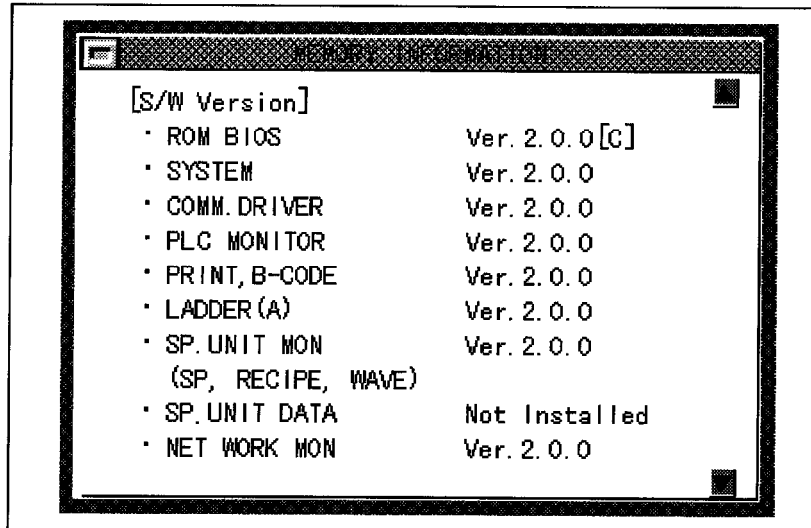 MEMORY INFORMATION
[S/W Version]
・ROM BIOS Ver. 2.0.0[C]
・SYSTEM Ver. 2.0.0
・COMM.DRIVER Ver. 2.0.0
・PLC MONITOR Ver. 2.0.0
・PRINT,B-CODE Ver. 2.0.0
・LADDER(A) Ver. 2.0.0
・SP.UNIT MON Ver. 2.0.0
(SP, RECIPE, WAVE)
・SP.UNIT DATA Not Installed
・NET WORK MON Ver. 2.0.0